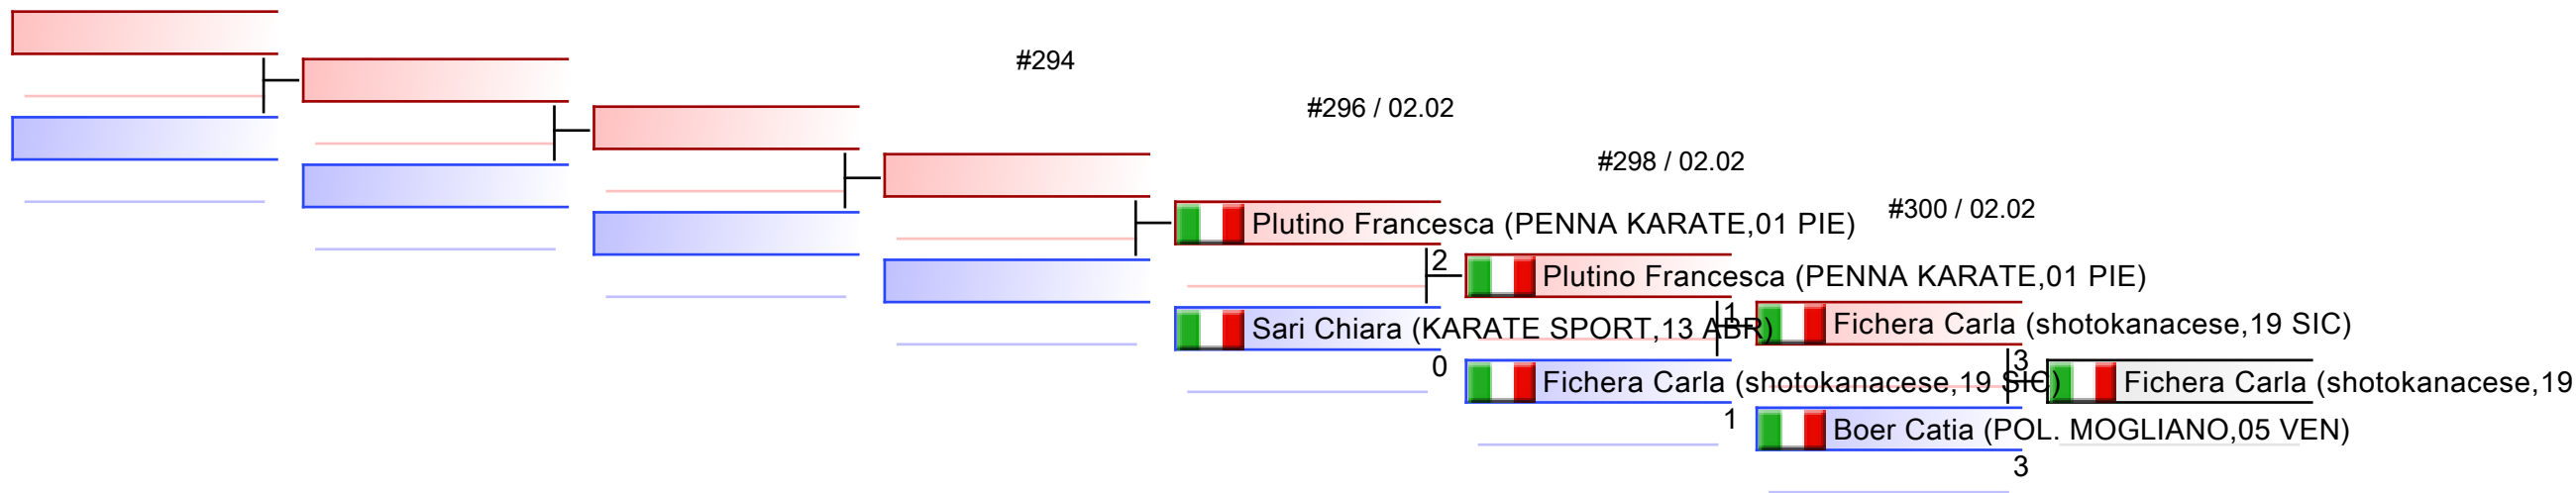 #294
#296 / 02.02
#298 / 02.02
#300 / 02.02
Plutino Francesca (PENNA KARATE,01 PIE)
2
Plutino Francesca (PENNA KARATE,01 PIE)
1
Sari Chiara (KARATE SPORT,13 ABR)
Fichera Carla (shotokanacese,19 SIC)
0
3
Fichera Carla (shotokanacese,19 SIC)
Fichera Carla (shotokanacese,19
1
Boer Catia (POL. MOGLIANO,05 VEN)
3